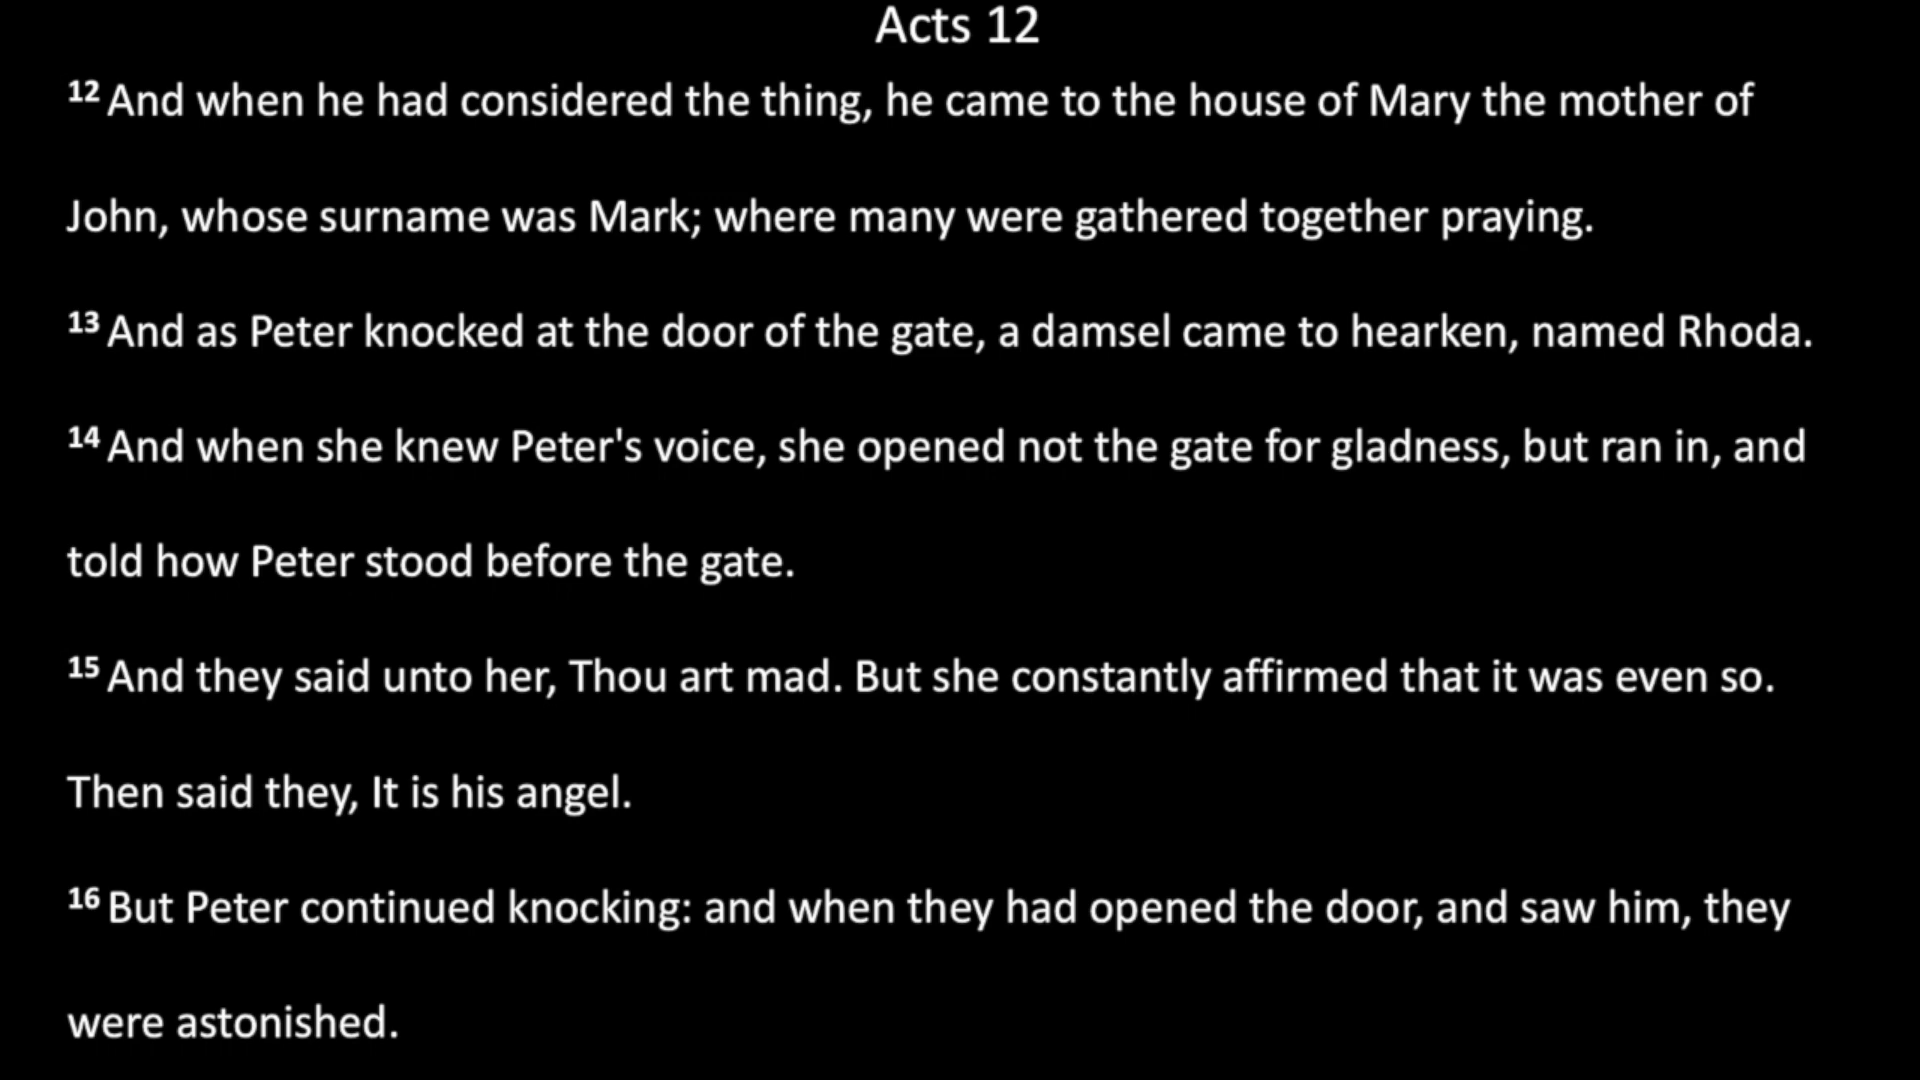 Acts 12
12 And when he had considered the thing, he came to the house of Mary the mother of
John, whose surname was Mark; where many were gathered together praying.
13 And as Peter knocked at the door of the gate, a damsel came to hearken, named Rhoda.
14 And when she knew Peter's voice, she opened not the gate for gladness, but ran in, and
told how Peter stood before the gate.
15 And they said unto her, Thou art mad. But she constantly affirmed that it was even so.
Then said they, It is his angel.
16 But Peter continued knocking: and when they had opened the door, and saw him, they
were astonished.